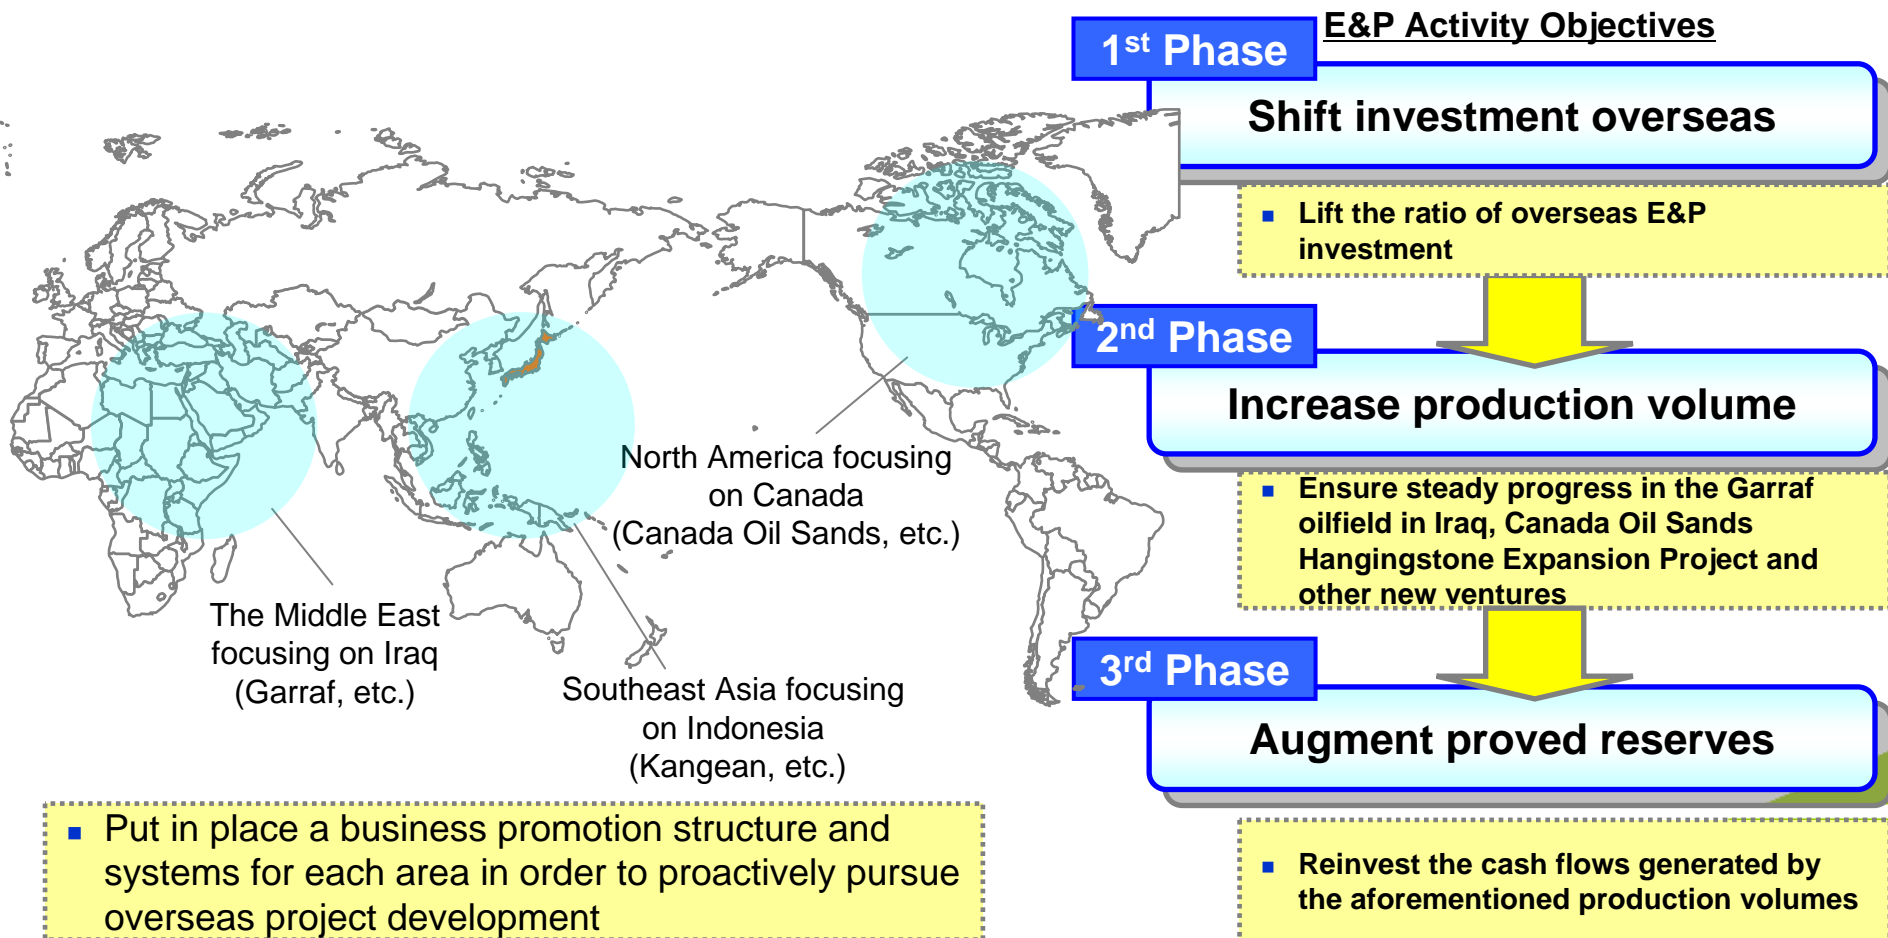 E&P Activity Objectives
1st Phase
Shift investment overseas
▪ Lift the ratio of overseas E&P
investment
2nd Phase
Increase production volume
▪ Ensure steady progress in the Garraf
oilfield in Iraq, Canada Oil Sands
Hangingstone Expansion Project and
other new ventures
3rd Phase
Augment proved reserves
▪ Reinvest the cash flows generated by
the aforementioned production volumes
North America focusing
on Canada
(Canada Oil Sands, etc.)
The Middle East
focusing on Iraq
(Garraf, etc.)
Southeast Asia focusing
on Indonesia
(Kangean, etc.)
▪ Put in place a business promotion structure and
systems for each area in order to proactively pursue
overseas project development